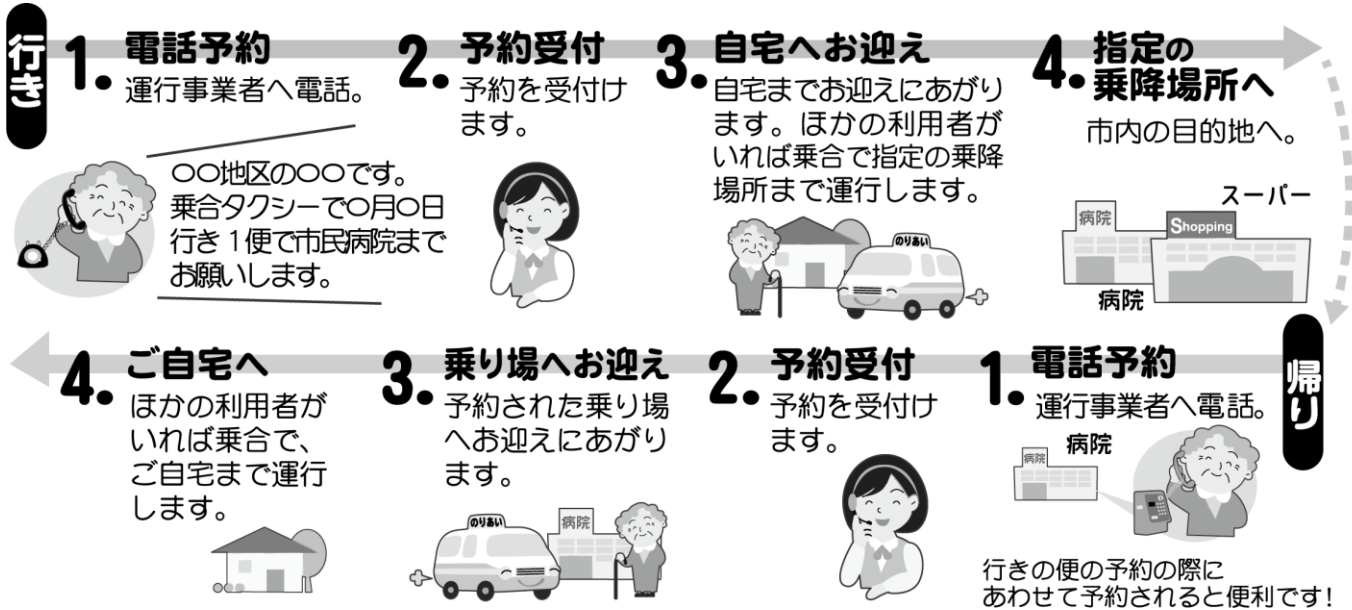 行き
1. 電話予約
運行事業者へ電話。
〇〇地区の〇〇です。
乗合タクシーで〇月〇日
行き1便で市民病院まで
お願いします。
2. 予約受付
予約を受付け
ます。
3. 自宅へお迎え
自宅までお迎えにあがり
ます。ほかの利用者が
いれば乗合で指定の乗降
場所まで運行します。
のりあい
4. 指定の
乗降場所へ
市内の目的地へ。
スーパー
病院
Shopping
病院
帰り
1. 電話予約
運行事業者へ電話。
病院
病院
行きの便の予約の際に
あわせて予約されると便利です!
2. 予約受付
予約を受付け
ます。
3. 乗り場へお迎え
予約された乗り場
へお迎えにあがり
ます。
のりあい
病院
4. ご自宅へ
ほかの利用者が
いれば乗合で、
ご自宅まで運行
します。